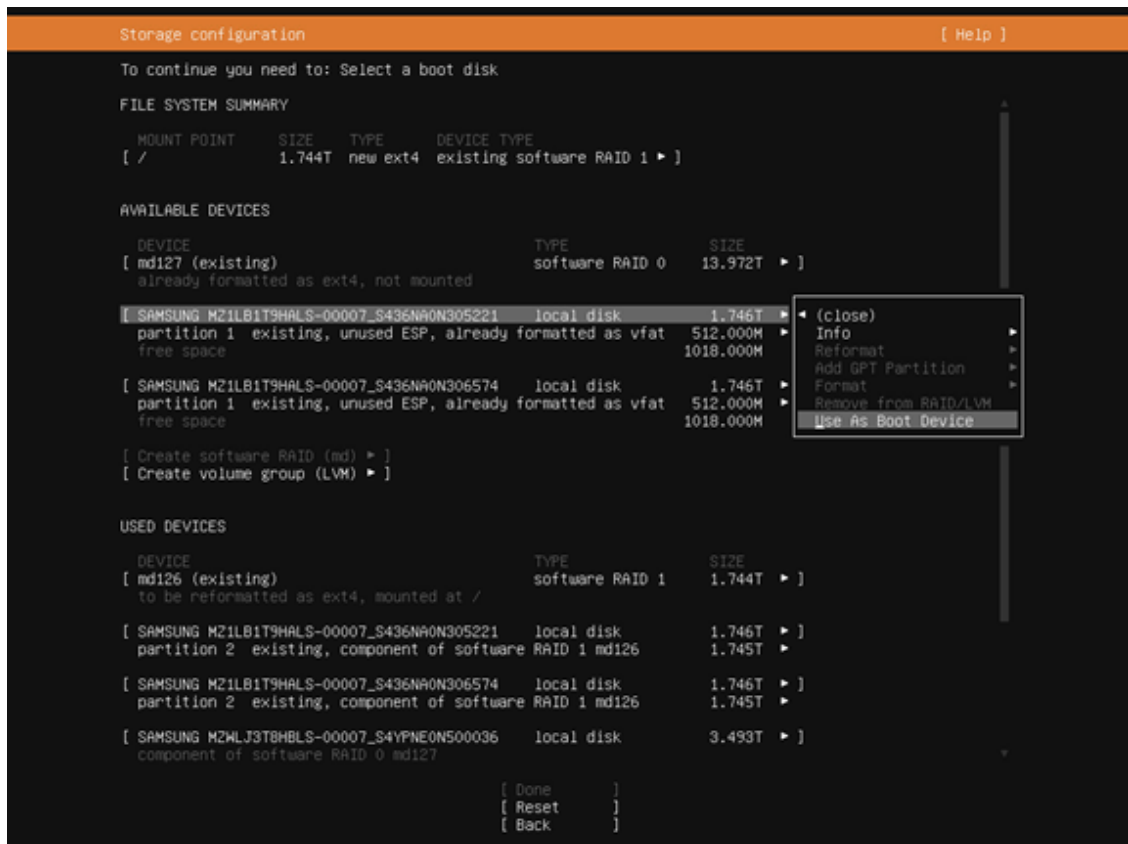 Storage configuration [ Help ]
To continue you need to: Select a boot disk
FILE SYSTEM SUMMARY
MOUNT POINT SIZE TYPE DEVICE TYPE
[ / 1.744T new ext4 existing software RAID 1 ▸ ]
AVAILABLE DEVICES
DEVICE TYPE SIZE
[ md127 (existing) software RAID 0 13.972T ▸ ]
already formatted as ext4, not mounted
[ SAMSUNG MZ1LB1T9HALS-00007_S436NA0N305221 local disk 1.746T ▸
partition 1 existing, unused ESP, already formatted as vfat 512.000M ▸
free space 1018.000M
◂ (close)
Info ▸
Reformat ▸
Add GPT Partition ▸
Format ▸
Remove from RAID/LVM
Use As Boot Device
[ SAMSUNG MZ1LB1T9HALS-00007_S436NA0N306574 local disk 1.746T ▸
partition 1 existing, unused ESP, already formatted as vfat 512.000M ▸
free space 1018.000M
[ Create software RAID (md) ▸ ]
[ Create volume group (LVM) ▸ ]
USED DEVICES
DEVICE TYPE SIZE
[ md126 (existing) software RAID 1 1.744T ▸ ]
to be reformatted as ext4, mounted at /
[ SAMSUNG MZ1LB1T9HALS-00007_S436NA0N305221 local disk 1.746T ▸ ]
partition 2 existing, component of software RAID 1 md126 1.745T ▸
[ SAMSUNG MZ1LB1T9HALS-00007_S436NA0N306574 local disk 1.746T ▸ ]
partition 2 existing, component of software RAID 1 md126 1.745T ▸
[ SAMSUNG MZWLJ3T8HBLS-00007_S4YPNE0N500036 local disk 3.493T ▸ ]
component of software RAID 0 md127
[ Done ]
[ Reset ]
[ Back ]